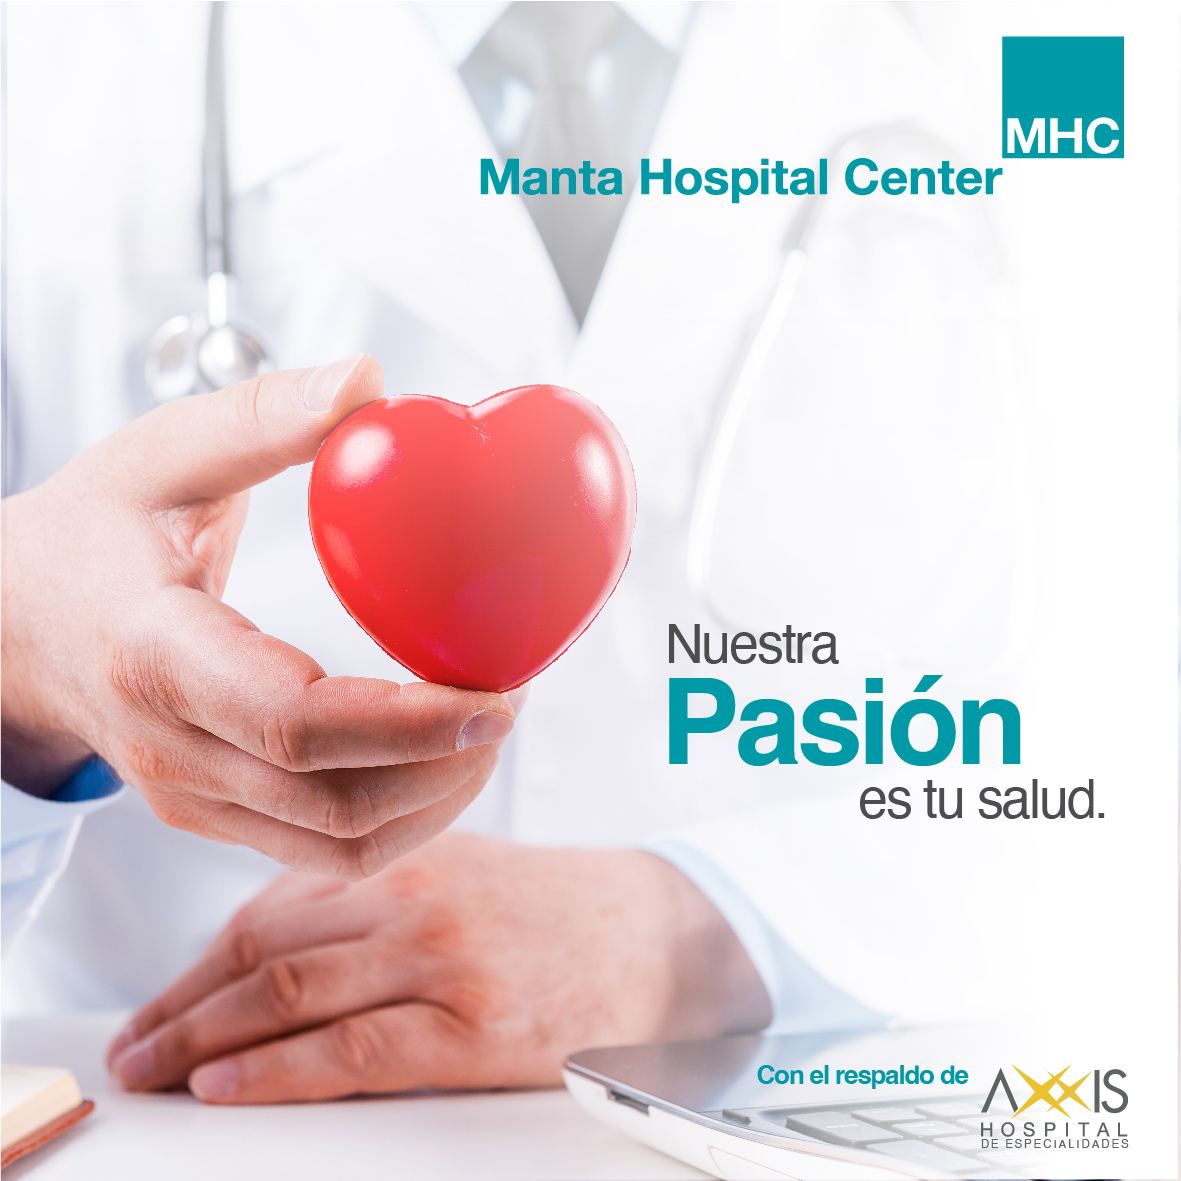 MHC
Manta Hospital Center
Nuestra
Pasión
es tu salud.
Con el respaldo de
AXXIS
HOSPITAL
DE ESPECIALIDADES